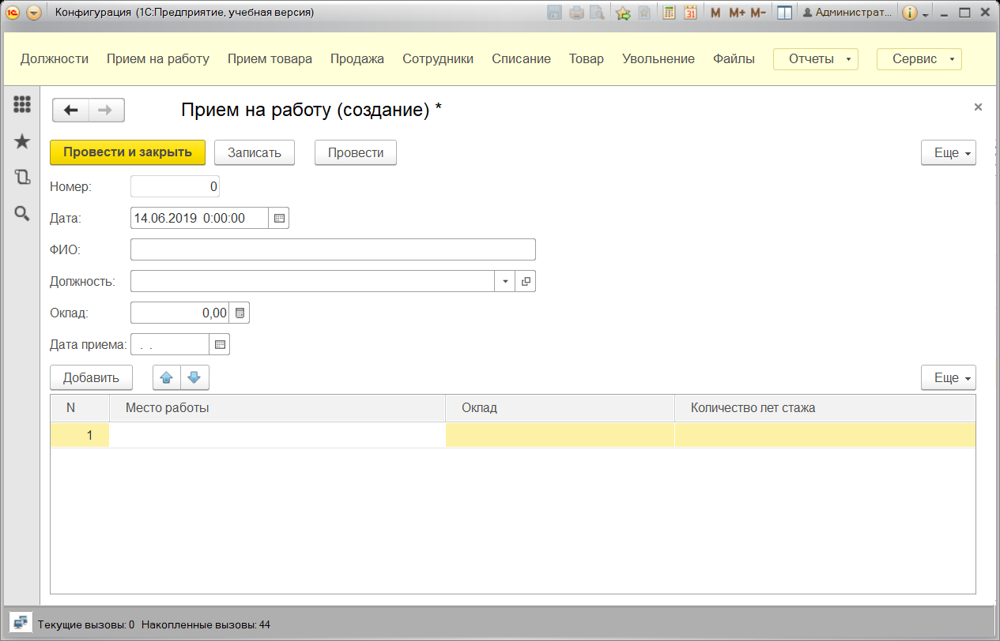 Конфигурация (1С:Предприятие, учебная версия)
31 M M+ M- Администрат...
Должности Прием на работу Прием товара Продажа Сотрудники Списание Товар Увольнение Файлы Отчеты Сервис
Прием на работу (создание) *
Провести и закрыть Записать Провести Еще
Номер: 0
Дата: 14.06.2019 0:00:00
ФИО:
Должность:
Оклад: 0,00
Дата приема: . .
Добавить Еще
N Место работы Оклад Количество лет стажа
1
Текущие вызовы: 0 Накопленные вызовы: 44